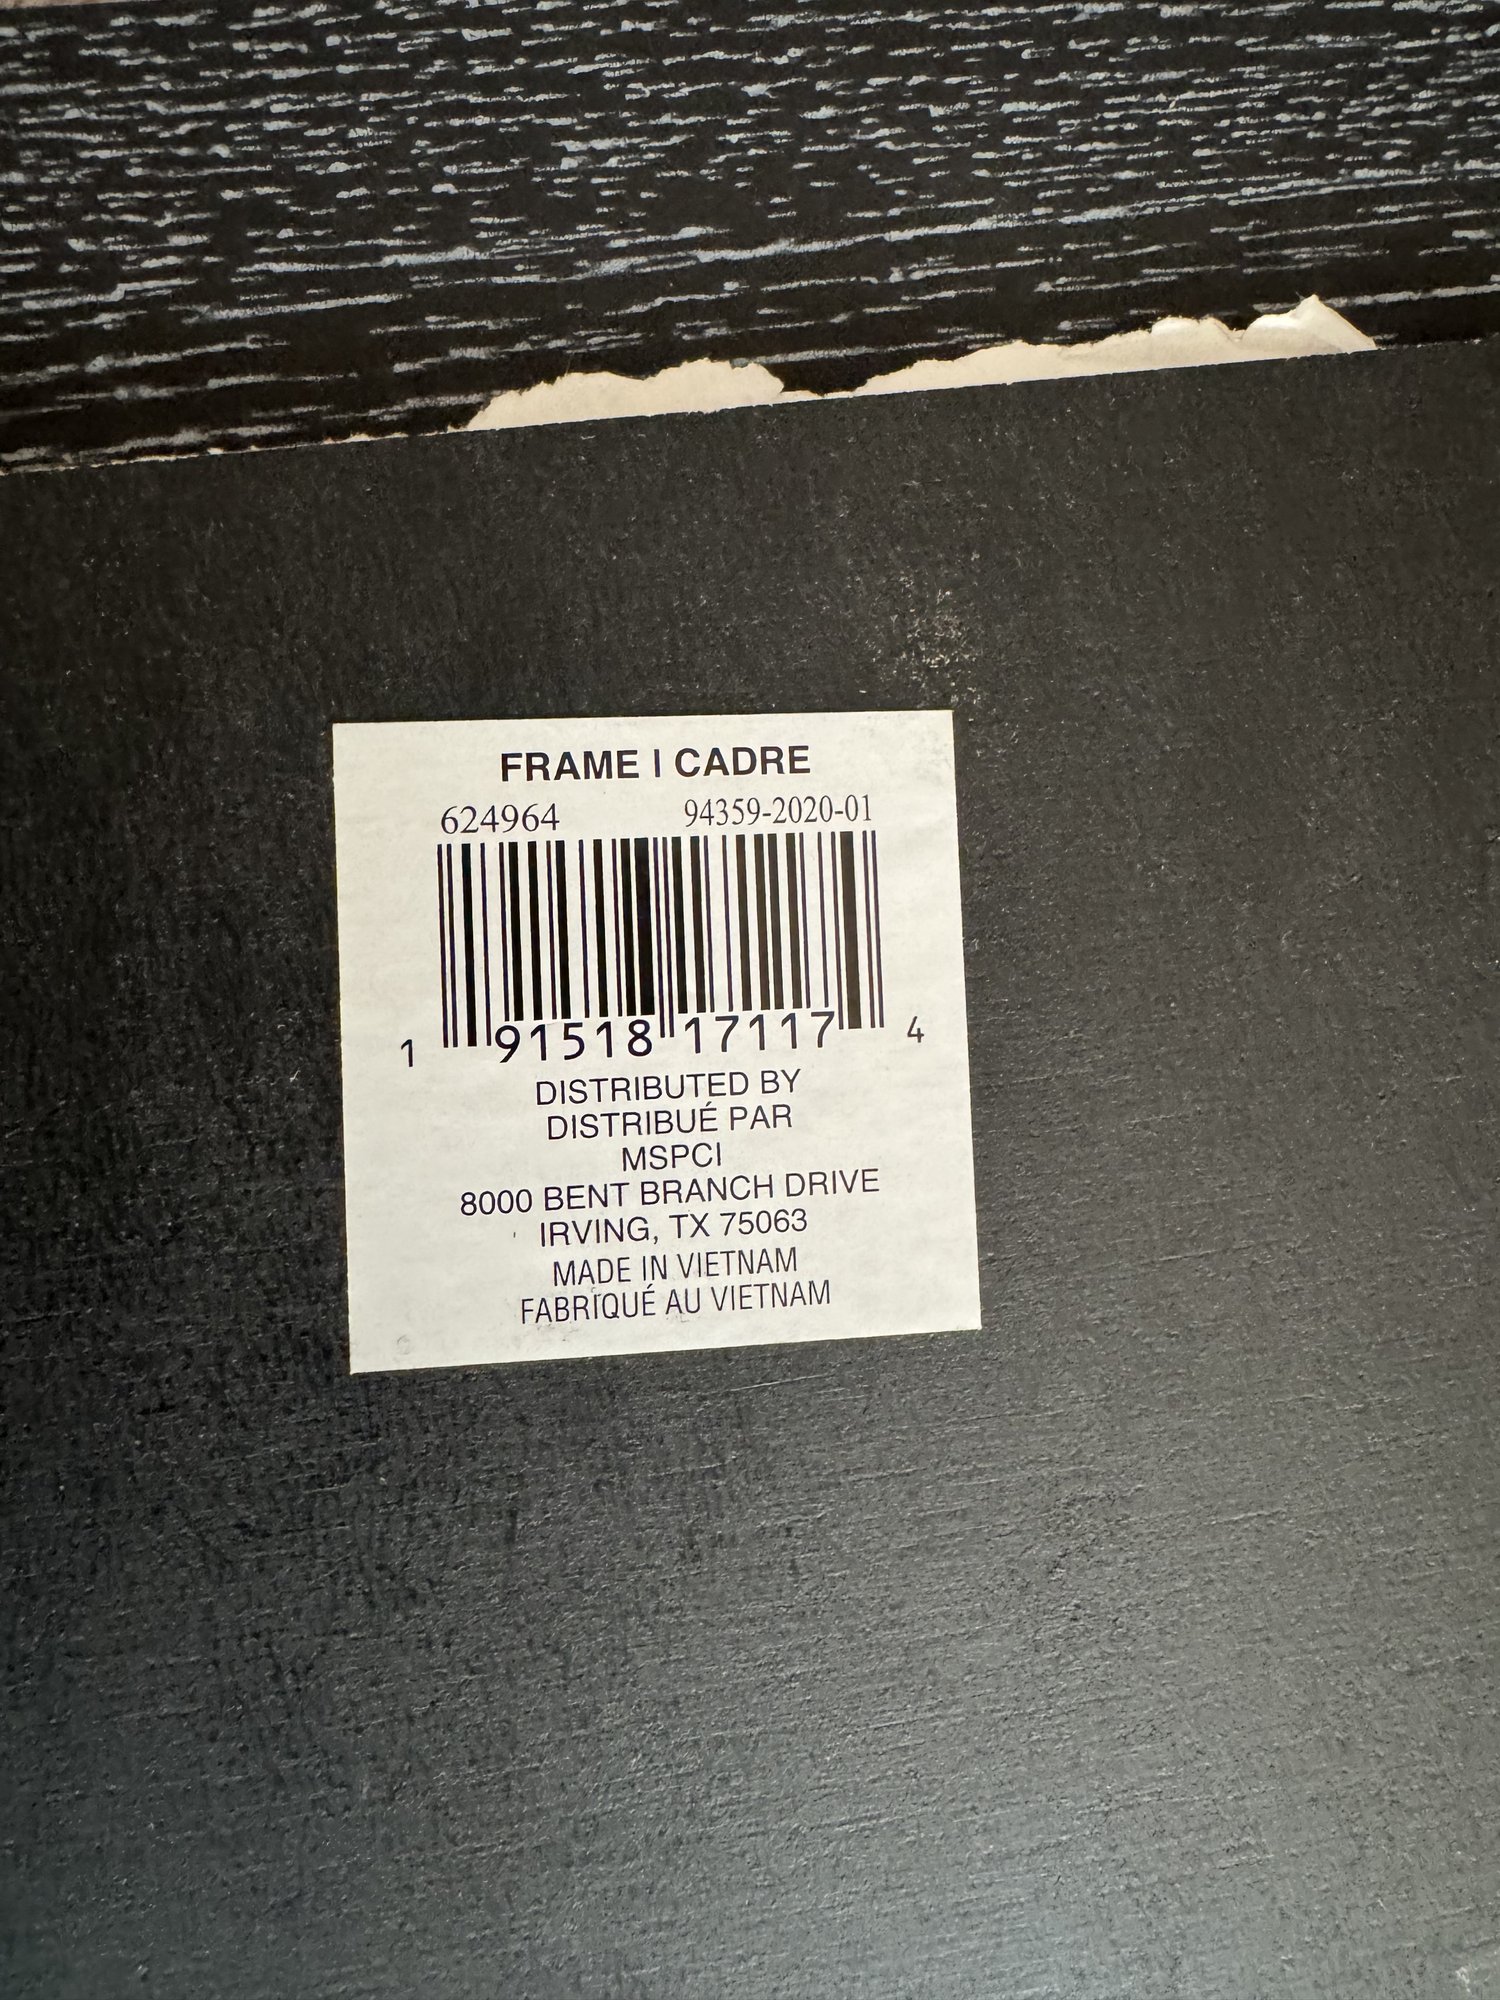 FRAME | CADRE
624964 94359-2020-01
1 91518 17117 4
DISTRIBUTED BY
DISTRIBUÉ PAR
MSPCI
8000 BENT BRANCH DRIVE
IRVING, TX 75063
MADE IN VIETNAM
FABRIQUÉ AU VIETNAM